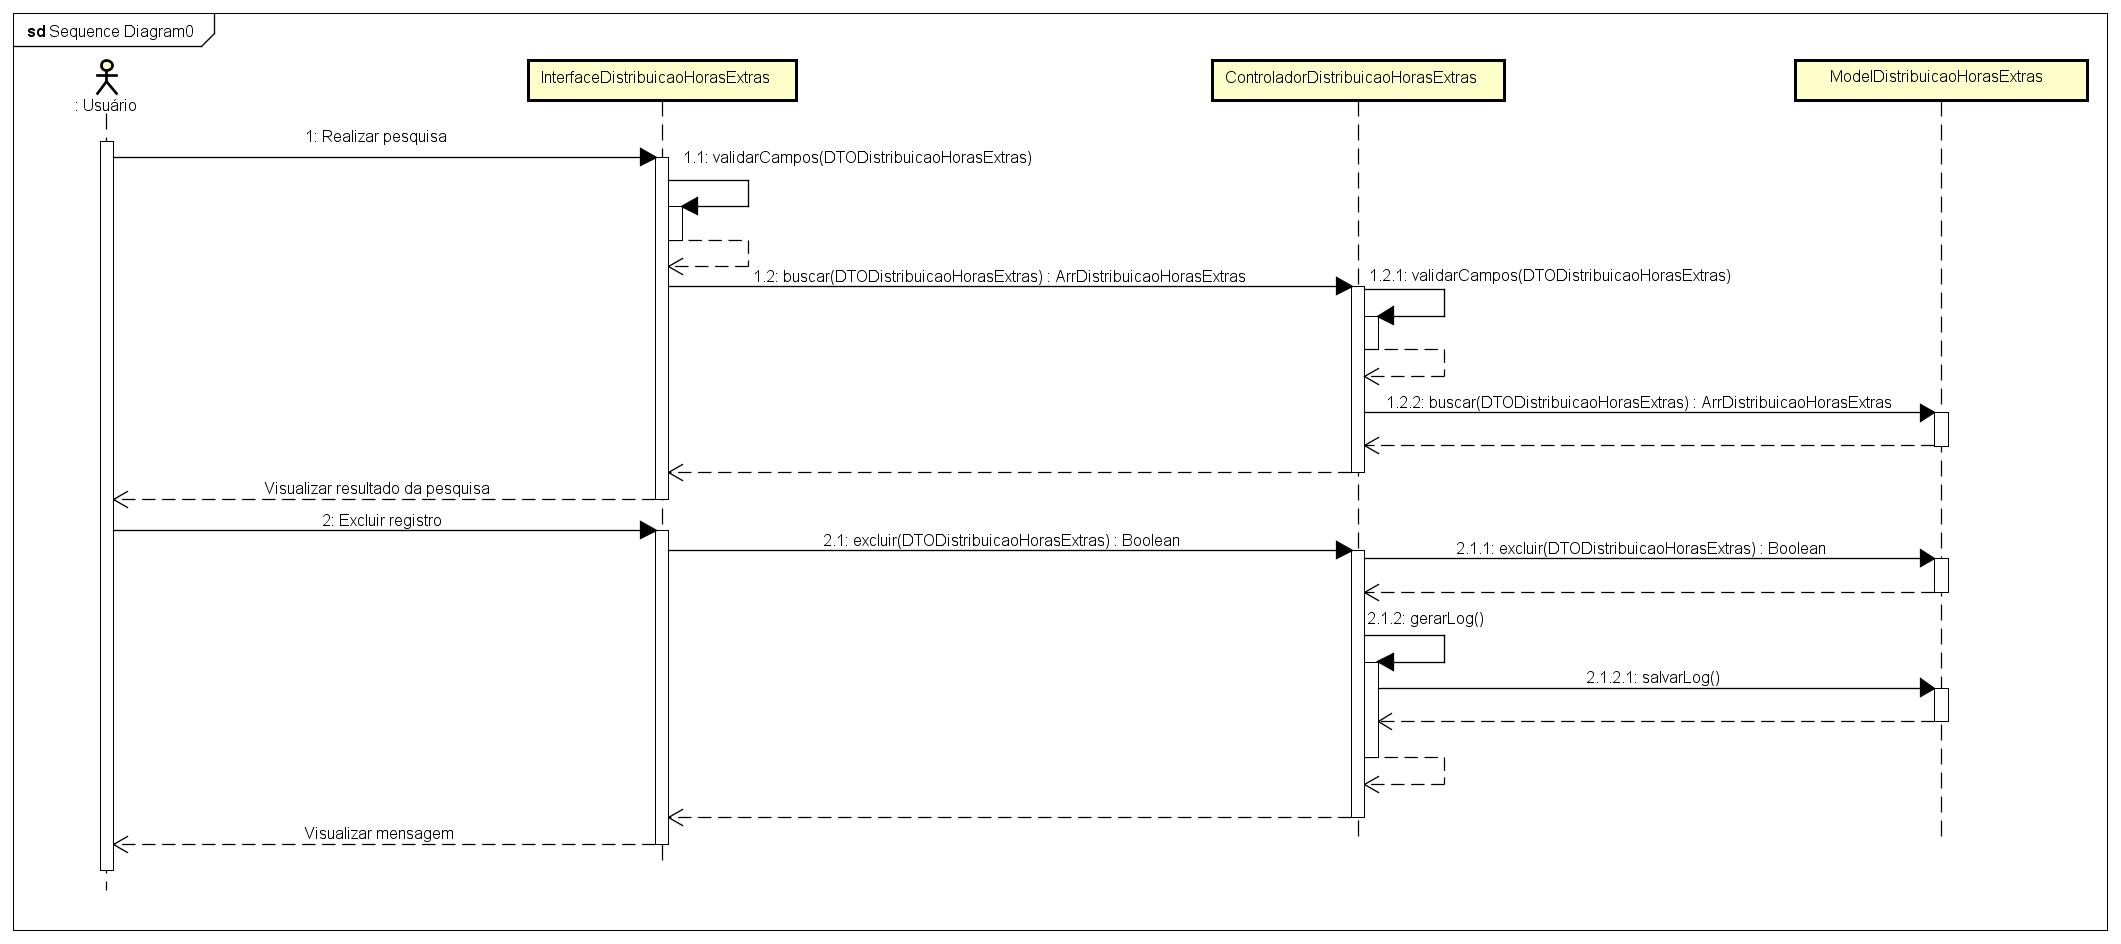 sd Sequence Diagram0
: Usuário
InterfaceDistribuicaoHorasExtras
ControladorDistribuicaoHorasExtras
ModelDistribuicaoHorasExtras
1: Realizar pesquisa
1.1: validarCampos(DTODistribuicaoHorasExtras)
1.2: buscar(DTODistribuicaoHorasExtras) : ArrDistribuicaoHorasExtras
1.2.1: validarCampos(DTODistribuicaoHorasExtras)
1.2.2: buscar(DTODistribuicaoHorasExtras) : ArrDistribuicaoHorasExtras
Visualizar resultado da pesquisa
2: Excluir registro
2.1: excluir(DTODistribuicaoHorasExtras) : Boolean
2.1.1: excluir(DTODistribuicaoHorasExtras) : Boolean
2.1.2: gerarLog()
2.1.2.1: salvarLog()
Visualizar mensagem